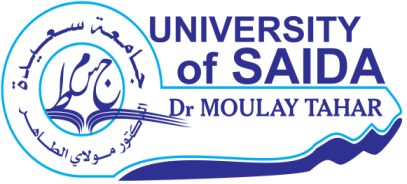 جامعة سعيدة
الدكتور مولاي الطاهر
UNIVERSITY
of SAIDA
Dr MOULAY TAHAR